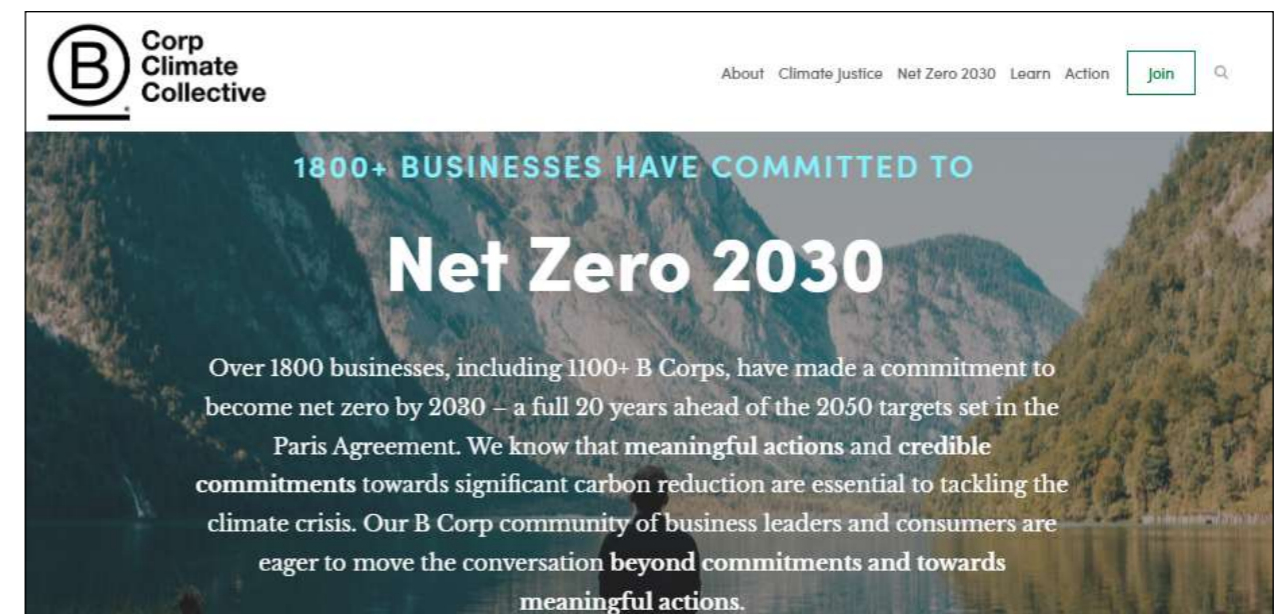 B
Corp
Climate
Collective
About Climate Justice Net Zero 2030 Learn Action Join
1800+ BUSINESSES HAVE COMMITTED TO
Net Zero 2030
Over 1800 businesses, including 1100+ B Corps, have made a commitment to
become net zero by 2030 – a full 20 years ahead of the 2050 targets set in the
Paris Agreement. We know that meaningful actions and credible
commitments towards significant carbon reduction are essential to tackling the
climate crisis. Our B Corp community of business leaders and consumers are
eager to move the conversation beyond commitments and towards
meaningful actions.